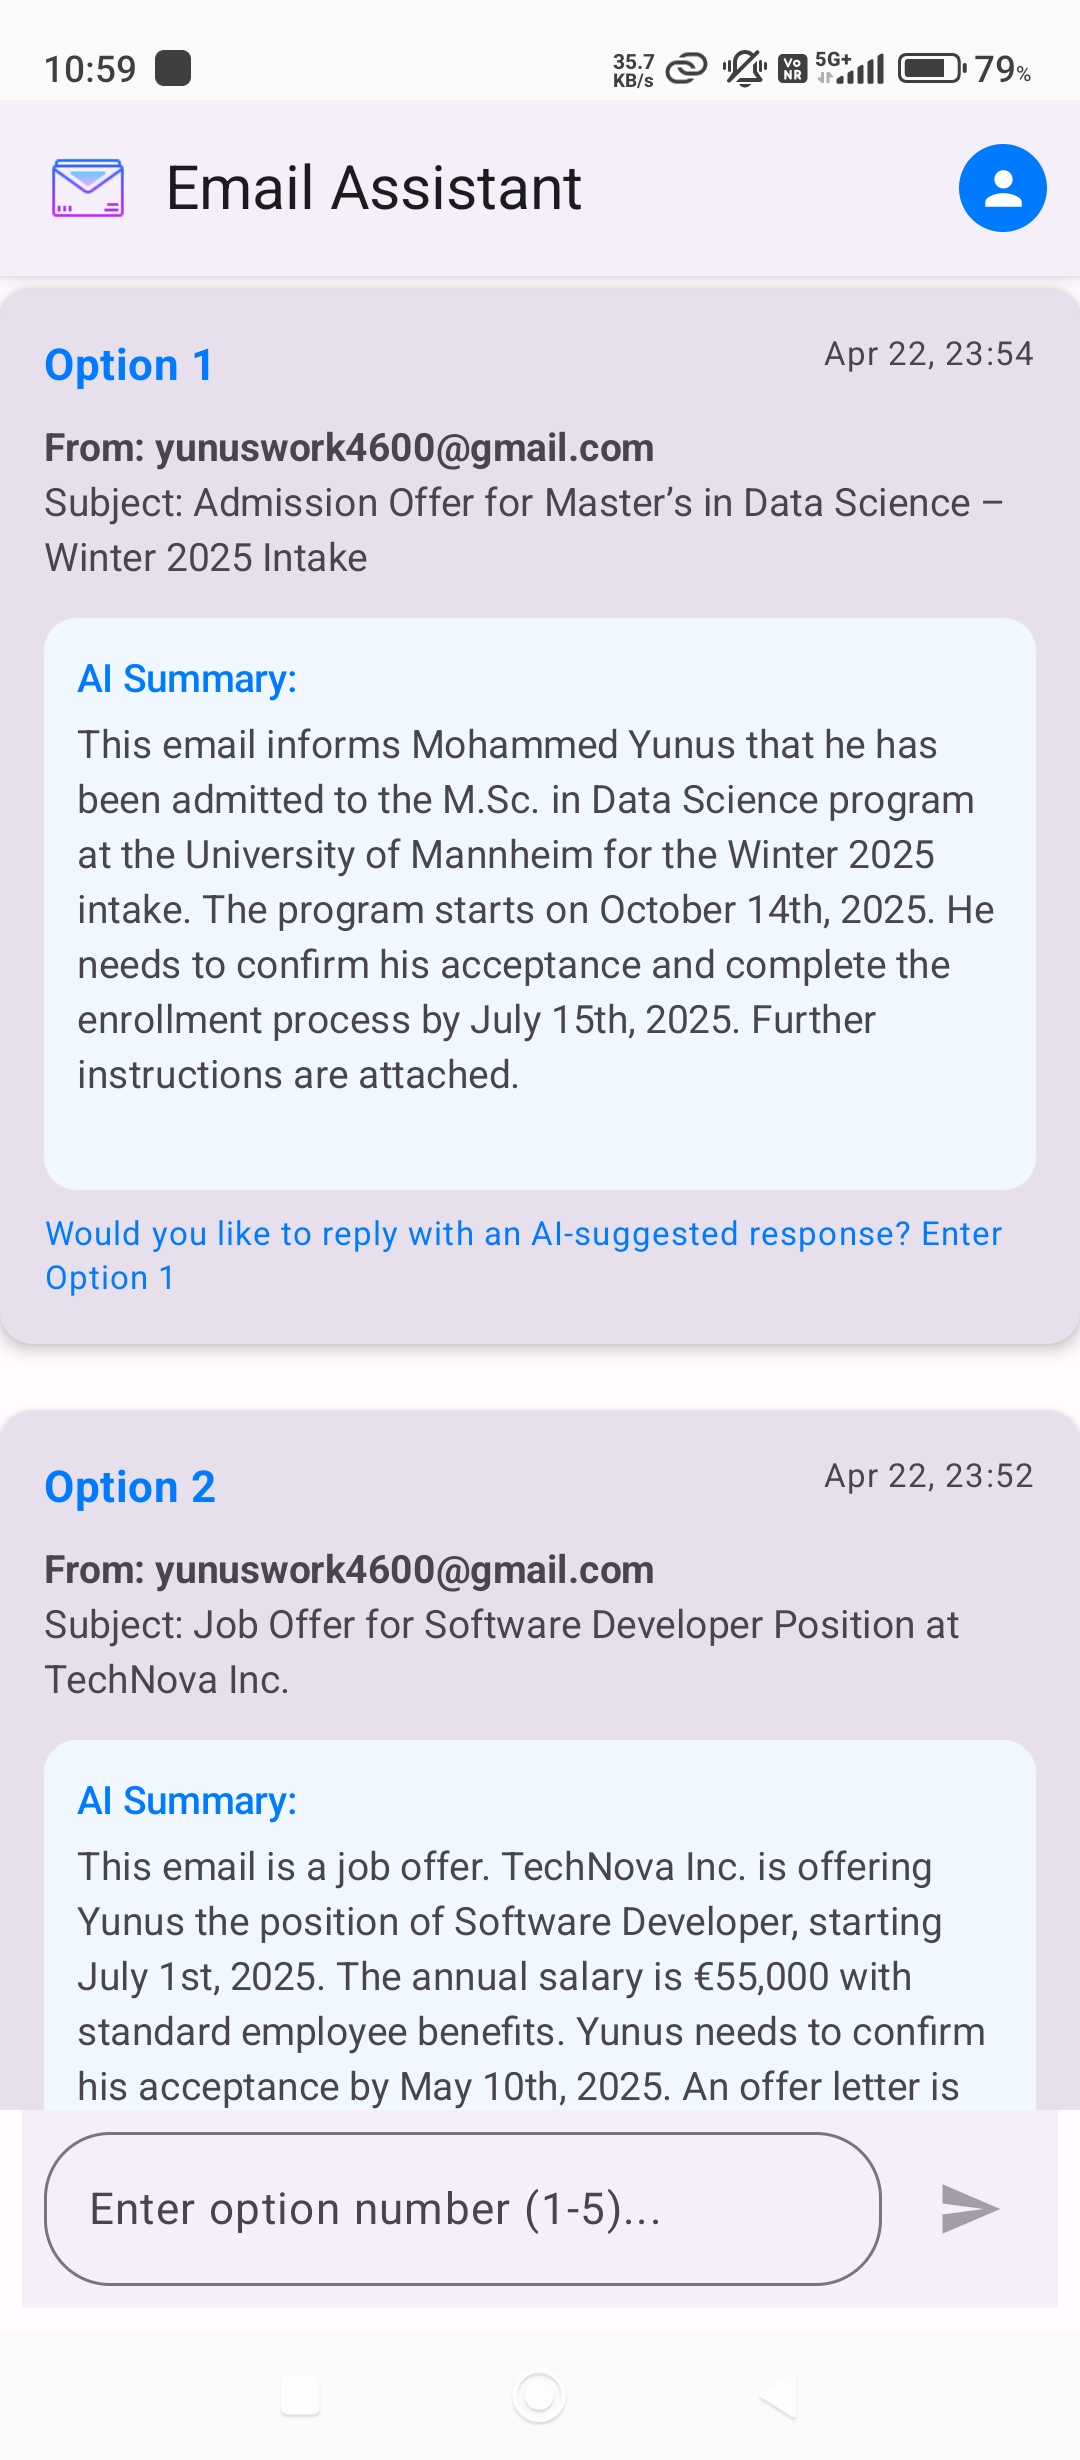 10:59
35.7 KB/s
Vo NR
5G+
79%
Email Assistant
Option 1
Apr 22, 23:54
From: yunuswork4600@gmail.com
Subject: Admission Offer for Master’s in Data Science –
Winter 2025 Intake
AI Summary:
This email informs Mohammed Yunus that he has
been admitted to the M.Sc. in Data Science program
at the University of Mannheim for the Winter 2025
intake. The program starts on October 14th, 2025. He
needs to confirm his acceptance and complete the
enrollment process by July 15th, 2025. Further
instructions are attached.
Would you like to reply with an AI-suggested response? Enter
Option 1
Option 2
Apr 22, 23:52
From: yunuswork4600@gmail.com
Subject: Job Offer for Software Developer Position at
TechNova Inc.
AI Summary:
This email is a job offer. TechNova Inc. is offering
Yunus the position of Software Developer, starting
July 1st, 2025. The annual salary is €55,000 with
standard employee benefits. Yunus needs to confirm
his acceptance by May 10th, 2025. An offer letter is
Enter option number (1-5)...